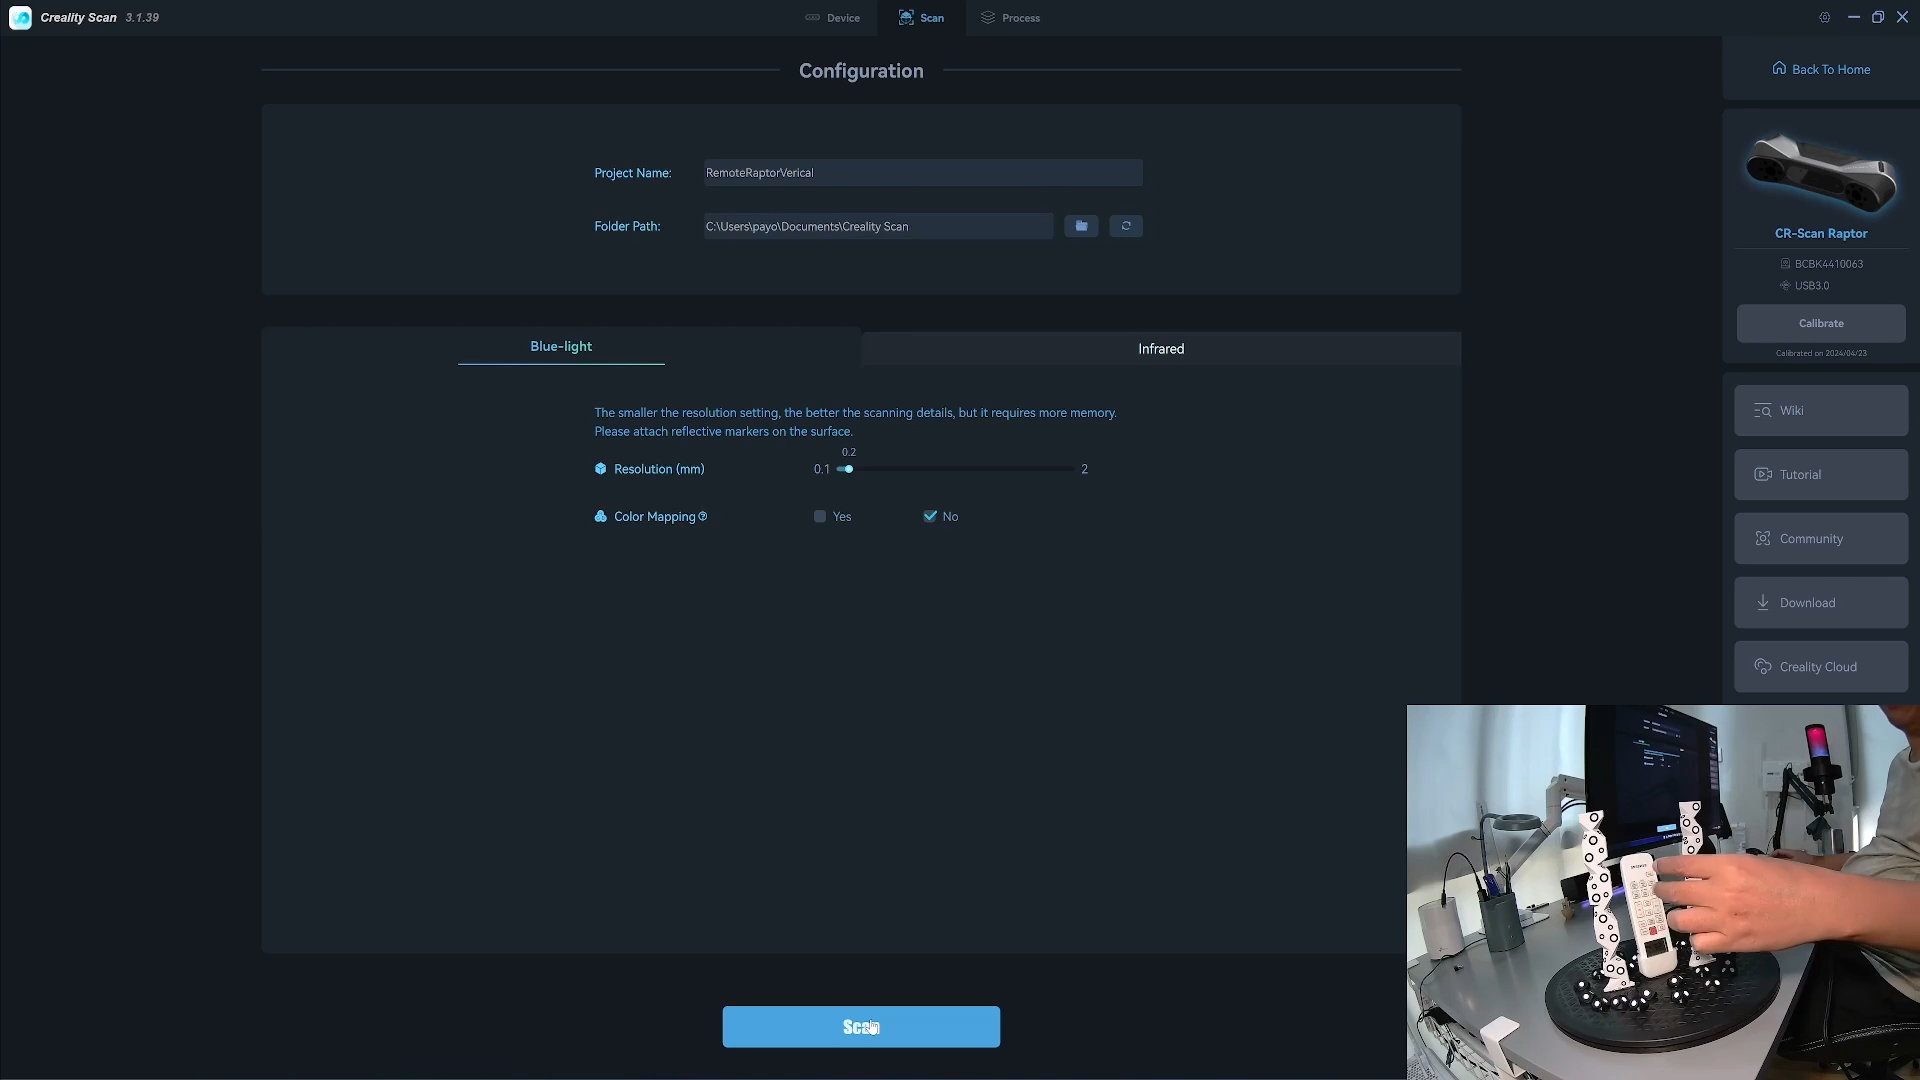 Creality Scan 3.1.39
Device
Scan
Process
Configuration
Back To Home
Project Name:
RemoteRaptorVerical
Folder Path:
C:\Users\payo\Documents\Creality Scan
CR-Scan Raptor
BCBK4410063
USB3.0
Calibrate
Calibrated on 2024/04/23
Blue-light
Infrared
The smaller the resolution setting, the better the scanning details, but it requires more memory.
Please attach reflective markers on the surface.
0.2
Resolution (mm)
0.1
2
Color Mapping
Yes
No
Wiki
Tutorial
Community
Download
Creality Cloud
Scan